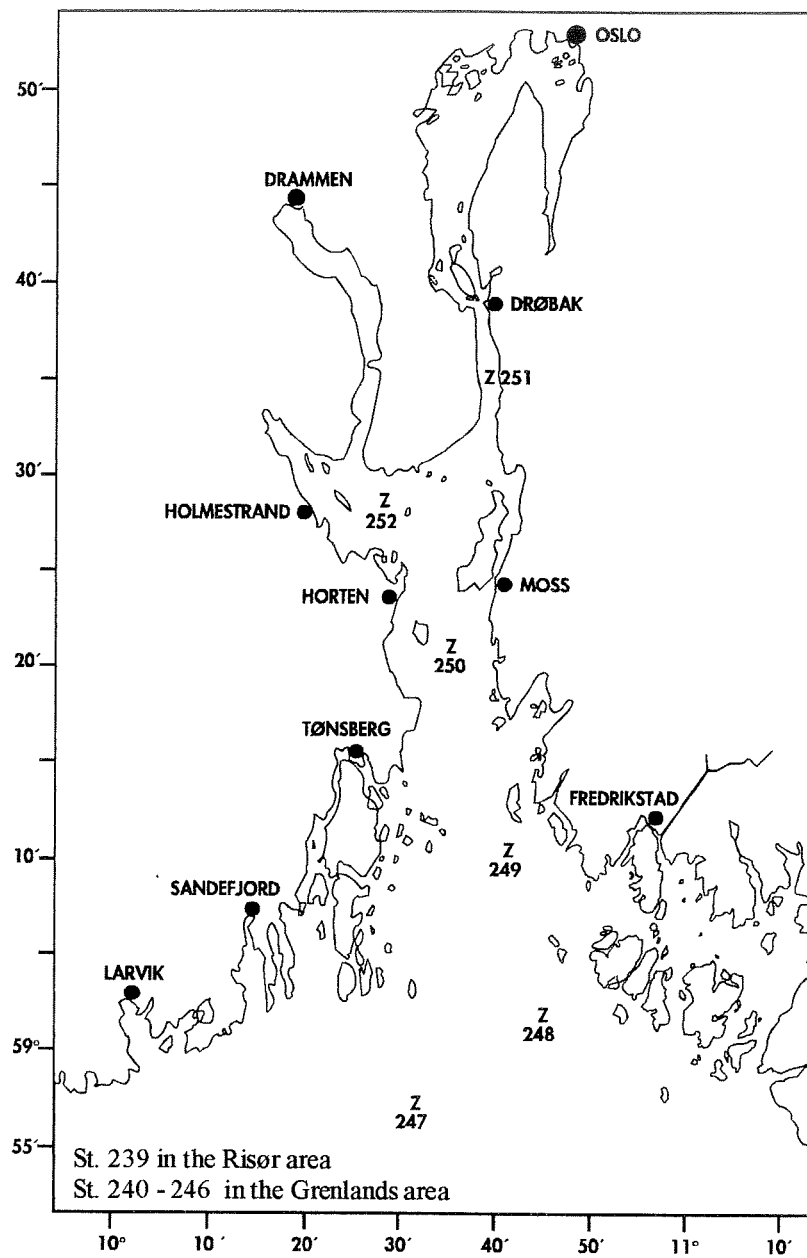 OSLO
50´
DRAMMEN
40´
DRØBAK
Z 251
30´
Z
252
HOLMESTRAND
HORTEN
MOSS
Z
250
20´
TØNSBERG
FREDRIKSTAD
10´
Z
249
SANDEFJORD
LARVIK
Z
248
59°
Z
247
55´
St. 239 in the Risør area
St. 240 - 246 in the Grenlands area
10° 10 ´ 20´ 30´ 40´ 50´ 11° 10´